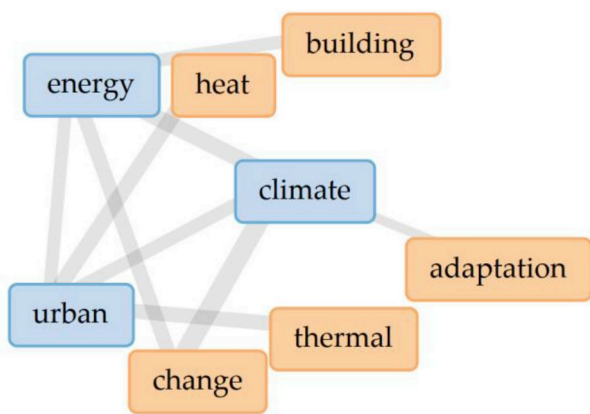 building
energy
heat
climate
adaptation
urban
thermal
change